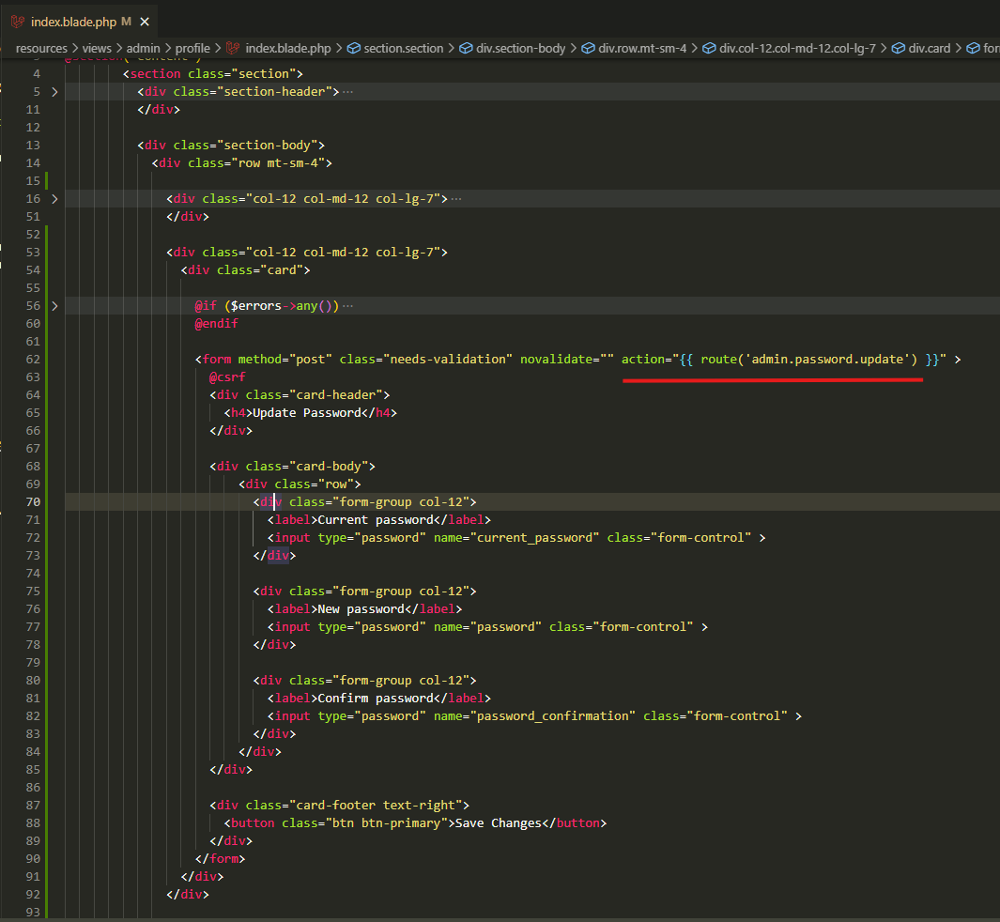 index.blade.php M ×
resources > views > admin > profile > index.blade.php > section.section > div.section-body > div.row.mt-sm-4 > div.col-12.col-md-12.col-lg-7 > div.card >
4 <section class="section">
5 <div class="section-header"> ···
11 </div>
12
13 <div class="section-body">
14 <div class="row mt-sm-4">
15
16 <div class="col-12 col-md-12 col-lg-7"> ···
51 </div>
52
53 <div class="col-12 col-md-12 col-lg-7">
54 <div class="card">
55
56 @if ($errors->any()) ···
60 @endif
61
62 <form method="post" class="needs-validation" novalidate="" action="{{ route('admin.password.update') }}" >
63 @csrf
64 <div class="card-header">
65 <h4>Update Password</h4>
66 </div>
67
68 <div class="card-body">
69 <div class="row">
70 <div class="form-group col-12">
71 <label>Current password</label>
72 <input type="password" name="current_password" class="form-control" >
73 </div>
74
75 <div class="form-group col-12">
76 <label>New password</label>
77 <input type="password" name="password" class="form-control" >
78 </div>
79
80 <div class="form-group col-12">
81 <label>Confirm password</label>
82 <input type="password" name="password_confirmation" class="form-control" >
83 </div>
84 </div>
85 </div>
86
87 <div class="card-footer text-right">
88 <button class="btn btn-primary">Save Changes</button>
89 </div>
90 </form>
91 </div>
92 </div>
93